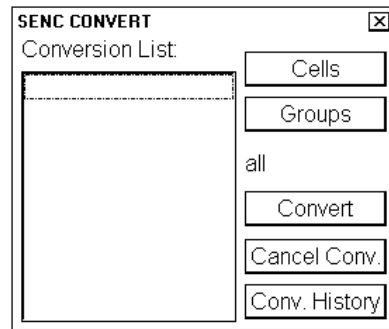 SENC CONVERT
Conversion List:
Cells
Groups
all
Convert
Cancel Conv.
Conv. History